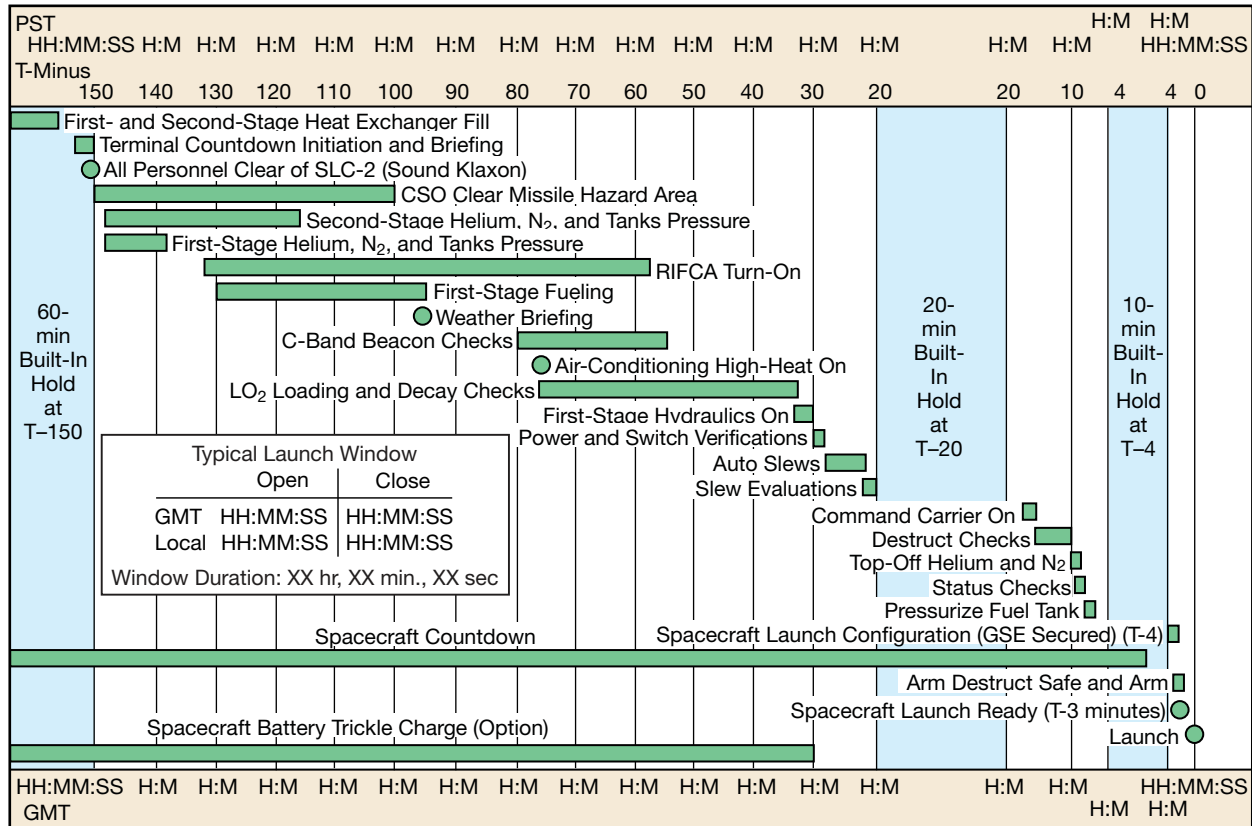 PST
H:M H:M
HH:MM:SS H:M H:M H:M H:M H:M H:M H:M H:M H:M H:M H:M H:M H:M H:M H:M HH:MM:SS
T-Minus
150 140 130 120 110 100 90 80 70 60 50 40 30 20 20 10 4 4 0
First- and Second-Stage Heat Exchanger Fill
Terminal Countdown Initiation and Briefing
All Personnel Clear of SLC-2 (Sound Klaxon)
CSO Clear Missile Hazard Area
Second-Stage Helium, N2, and Tanks Pressure
First-Stage Helium, N2, and Tanks Pressure
RIFCA Turn-On
First-Stage Fueling
Weather Briefing
C-Band Beacon Checks
Air-Conditioning High-Heat On
LO2 Loading and Decay Checks
First-Stage Hydraulics On
Power and Switch Verifications
Auto Slews
Slew Evaluations
Command Carrier On
Destruct Checks
Top-Off Helium and N2
Status Checks
Pressurize Fuel Tank
Spacecraft Countdown
Spacecraft Launch Configuration (GSE Secured) (T-4)
Arm Destruct Safe and Arm
Spacecraft Launch Ready (T-3 minutes)
Spacecraft Battery Trickle Charge (Option)
Launch
60-
min
Built-In
Hold
at
T–150
20-
min
Built-
In
Hold
at
T–20
10-
min
Built-
In
Hold
at
T–4
Typical Launch Window
Open Close
GMT HH:MM:SS HH:MM:SS
Local HH:MM:SS HH:MM:SS
Window Duration: XX hr, XX min., XX sec
HH:MM:SS H:M H:M H:M H:M H:M H:M H:M H:M H:M H:M H:M H:M H:M H:M H:M HH:MM:SS
GMT H:M H:M